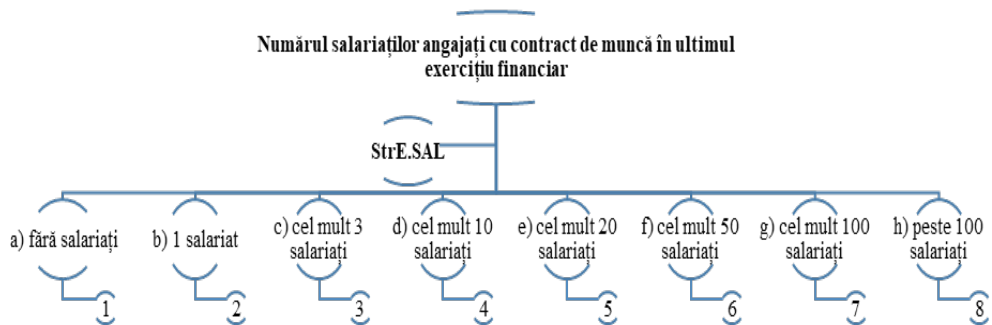 Numărul salariaților angajați cu contract de muncă în ultimul
exercițiu financiar
StrE.SAL
a) fără salariați
b) 1 salariat
c) cel mult 3
salariați
d) cel mult 10
salariați
e) cel mult 20
salariați
f) cel mult 50
salariați
g) cel mult 100
salariați
h) peste 100
salariați
1
2
3
4
5
6
7
8